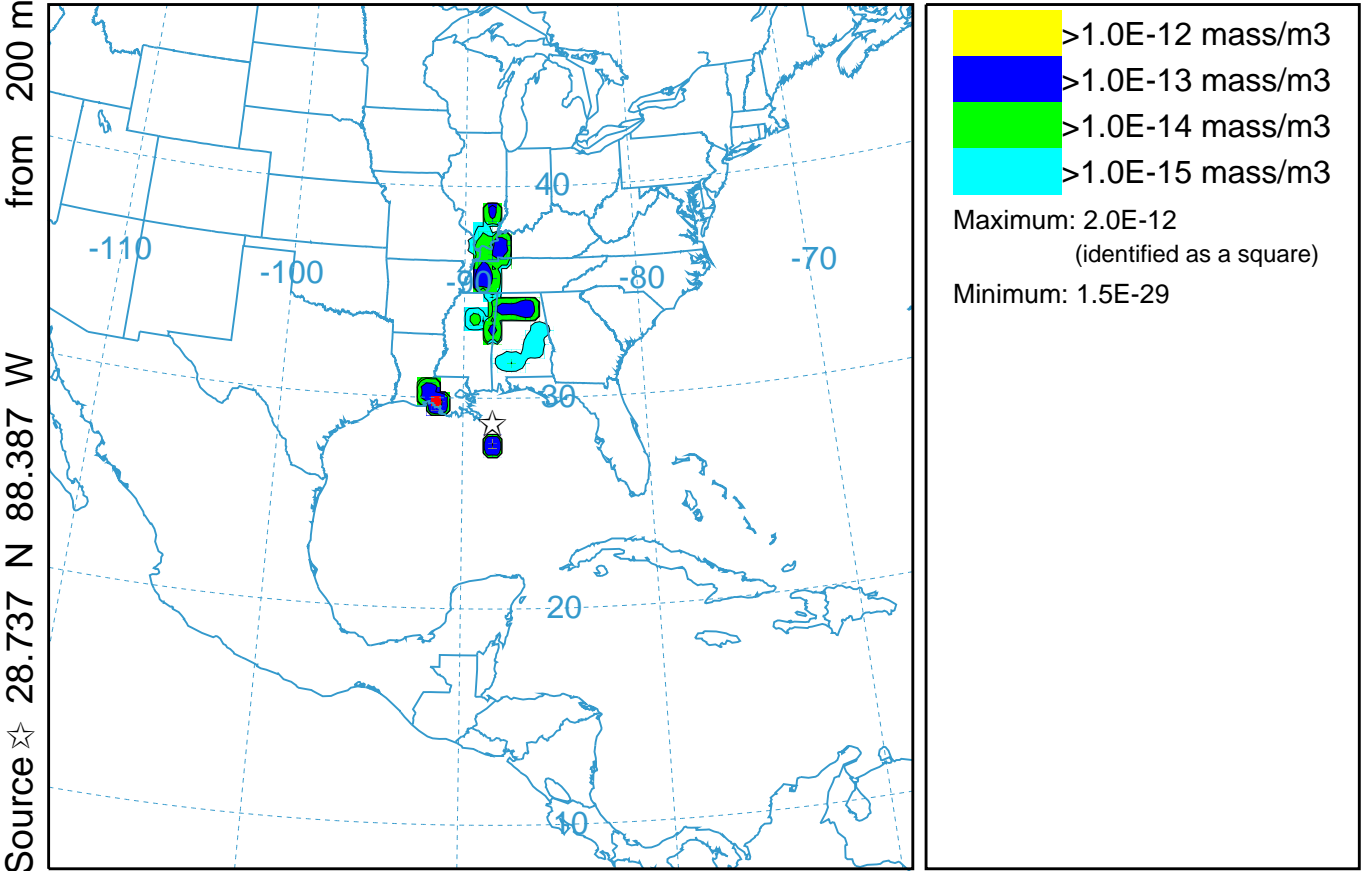 Source ☆ 28.737 N 88.387 W from 200 m
40
-110
-100
-90
-80
-70
30
20
10
>1.0E-12 mass/m3
>1.0E-13 mass/m3
>1.0E-14 mass/m3
>1.0E-15 mass/m3
Maximum: 2.0E-12
(identified as a square)
Minimum: 1.5E-29